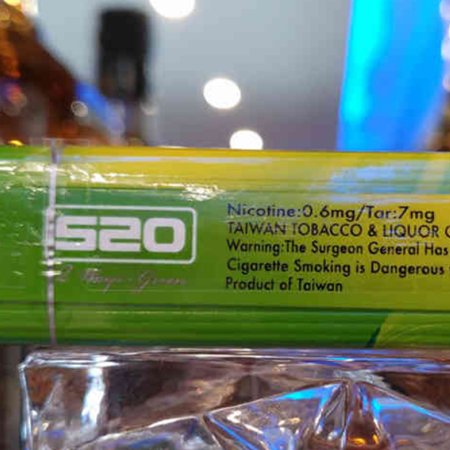 520
Nicotine:0.6mg/Tar:7mg
TAIWAN TOBACCO & LIQUOR
Warning:The Surgeon General Has
Cigarette Smoking is Dangerous
Product of Taiwan